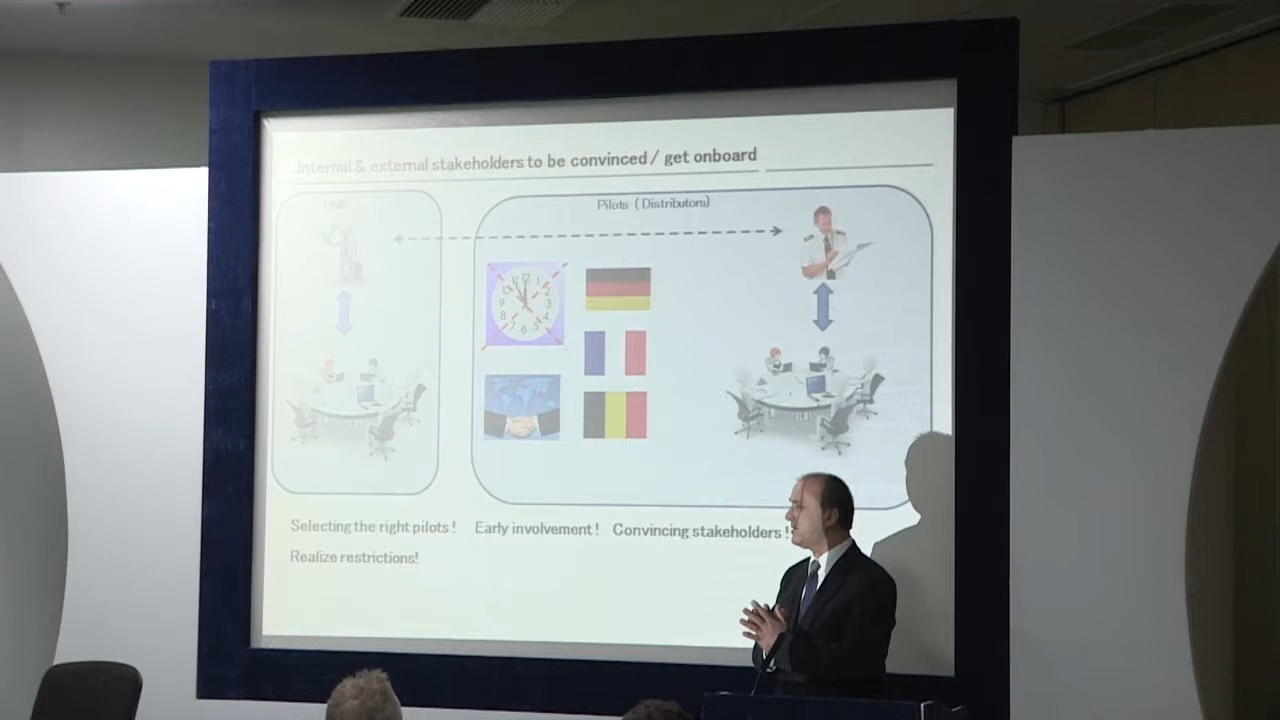 Internal & external stakeholders to be convinced / get onboard
Pilots ( Distributors)
Selecting the right pilots ! Early involvement ! Convincing stakeholders !
Realize restrictions!